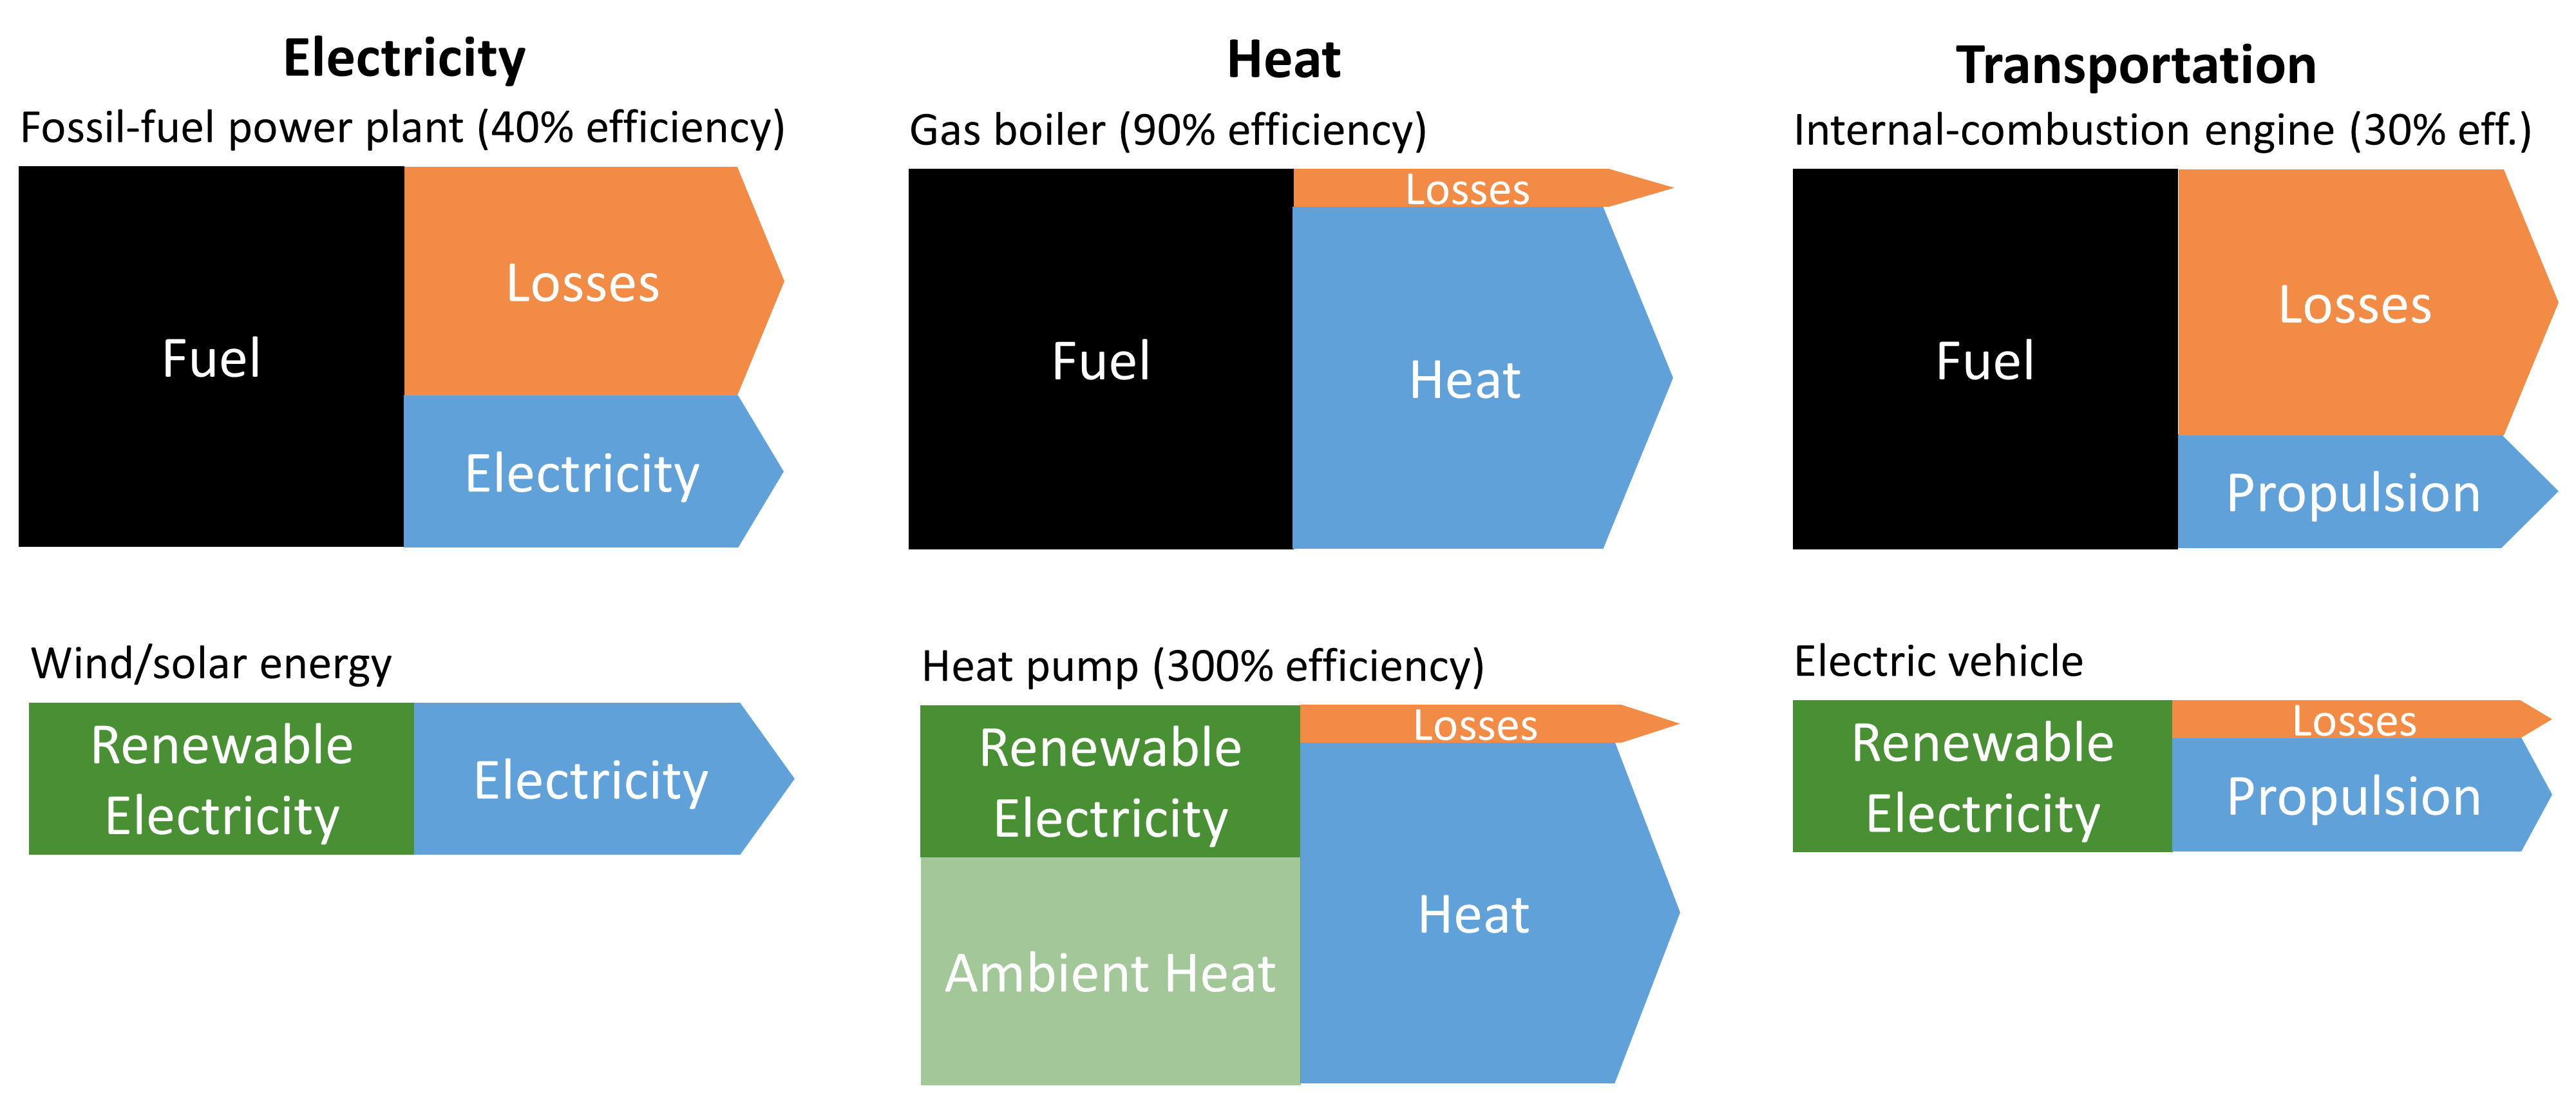 Electricity
Fossil-fuel power plant (40% efficiency)
Fuel
Losses
Electricity
Wind/solar energy
Renewable
Electricity
Electricity
Heat
Gas boiler (90% efficiency)
Fuel
Losses
Heat
Heat pump (300% efficiency)
Renewable
Electricity
Ambient Heat
Losses
Heat
Transportation
Internal-combustion engine (30% eff.)
Fuel
Losses
Propulsion
Electric vehicle
Renewable
Electricity
Losses
Propulsion